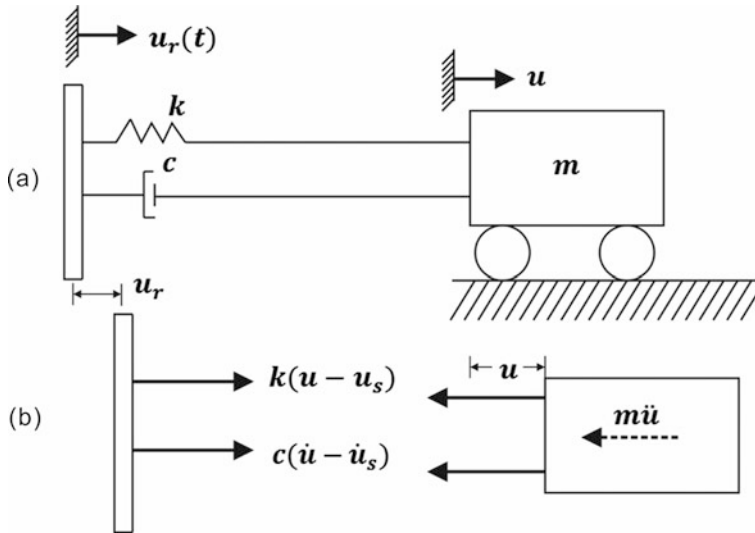 u_r(t)
u
k
(a)
c
m
u_r
k(u − u_s)
u
(b)
mü
c(u̇ − u̇_s)